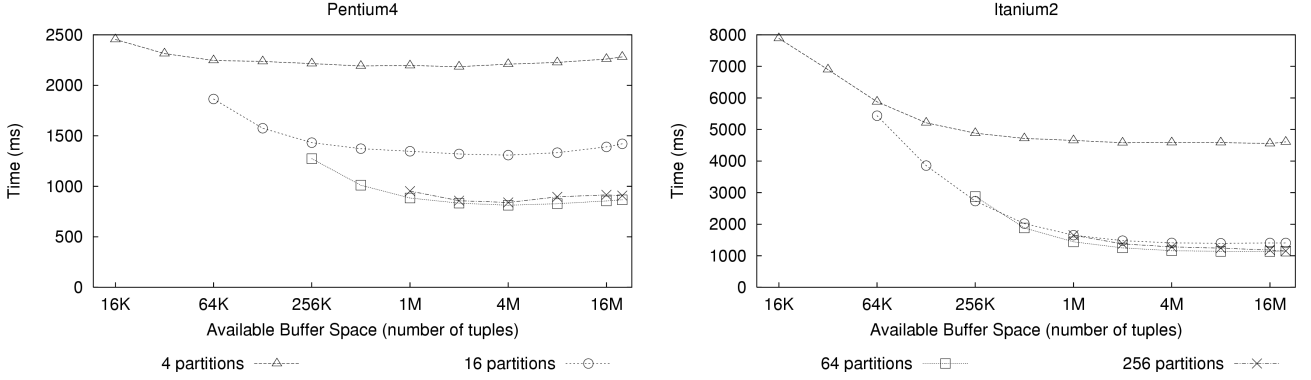 Pentium4
2500
2000
1500
1000
500
0
Time (ms)
16K 64K 256K 1M 4M 16M
Available Buffer Space (number of tuples)
Itanium2
8000
7000
6000
5000
4000
3000
2000
1000
0
Time (ms)
16K 64K 256K 1M 4M 16M
Available Buffer Space (number of tuples)
4 partitions 16 partitions 64 partitions 256 partitions